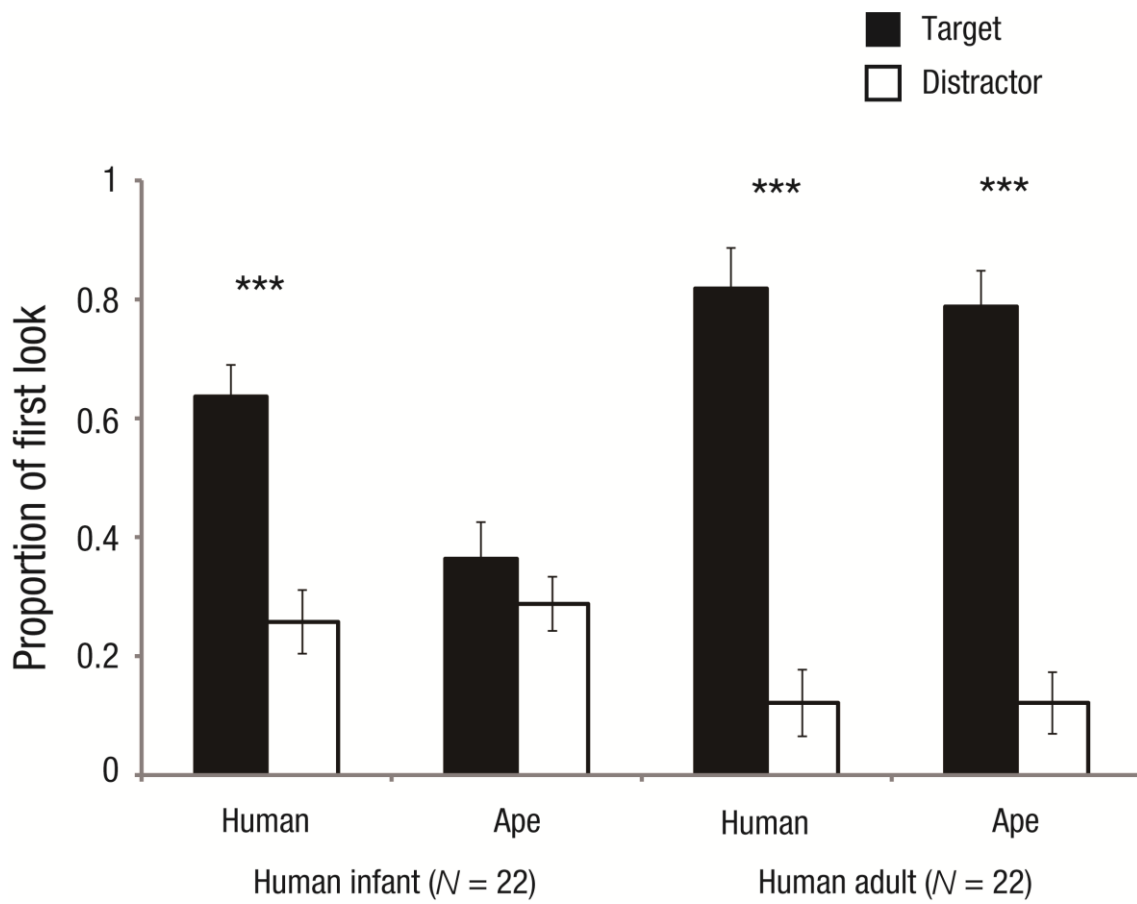 Target
Distractor
Proportion of first look
1
0.8
0.6
0.4
0.2
0
***
***
***
Human
Ape
Human
Ape
Human infant (N = 22)
Human adult (N = 22)